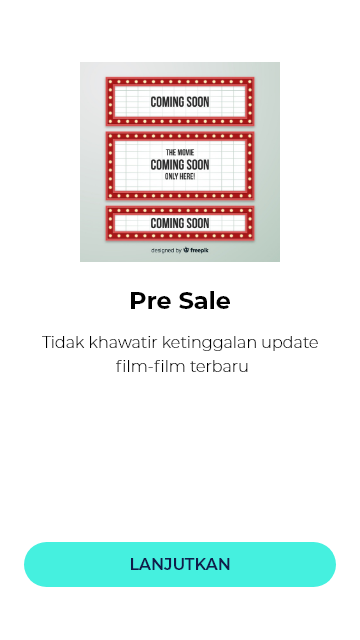 COMING SOON
THE MOVIE
COMING SOON
ONLY HERE!
COMING SOON
designed by freepik
Pre Sale
Tidak khawatir ketinggalan update
film-film terbaru
LANJUTKAN